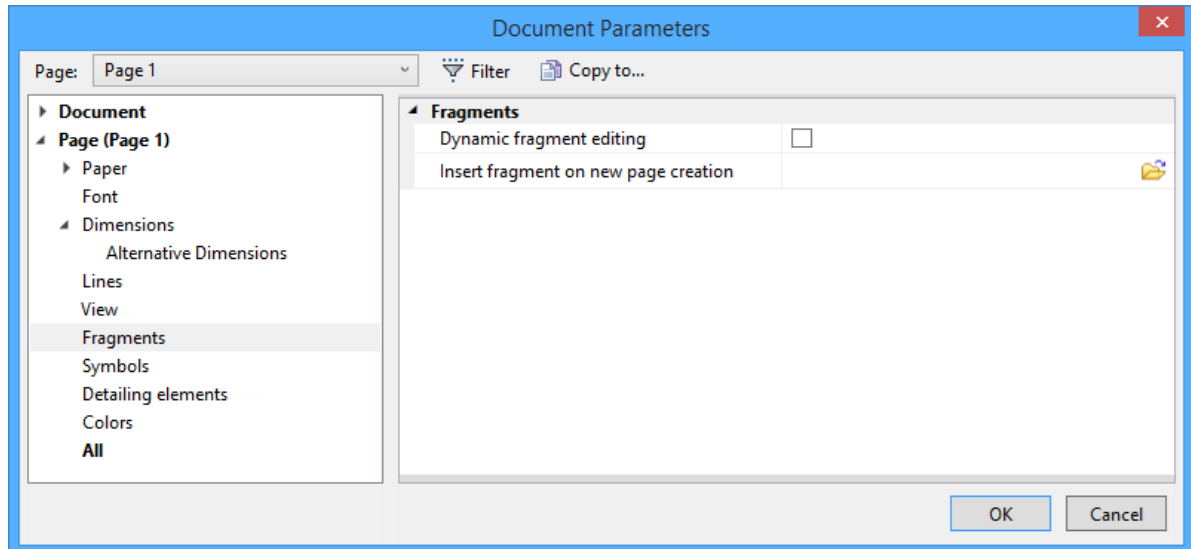 Document Parameters
Page: Page 1 Filter Copy to...
Document
Page (Page 1)
Paper
Font
Dimensions
Alternative Dimensions
Lines
View
Fragments
Symbols
Detailing elements
Colors
All
Fragments
Dynamic fragment editing
Insert fragment on new page creation
OK Cancel